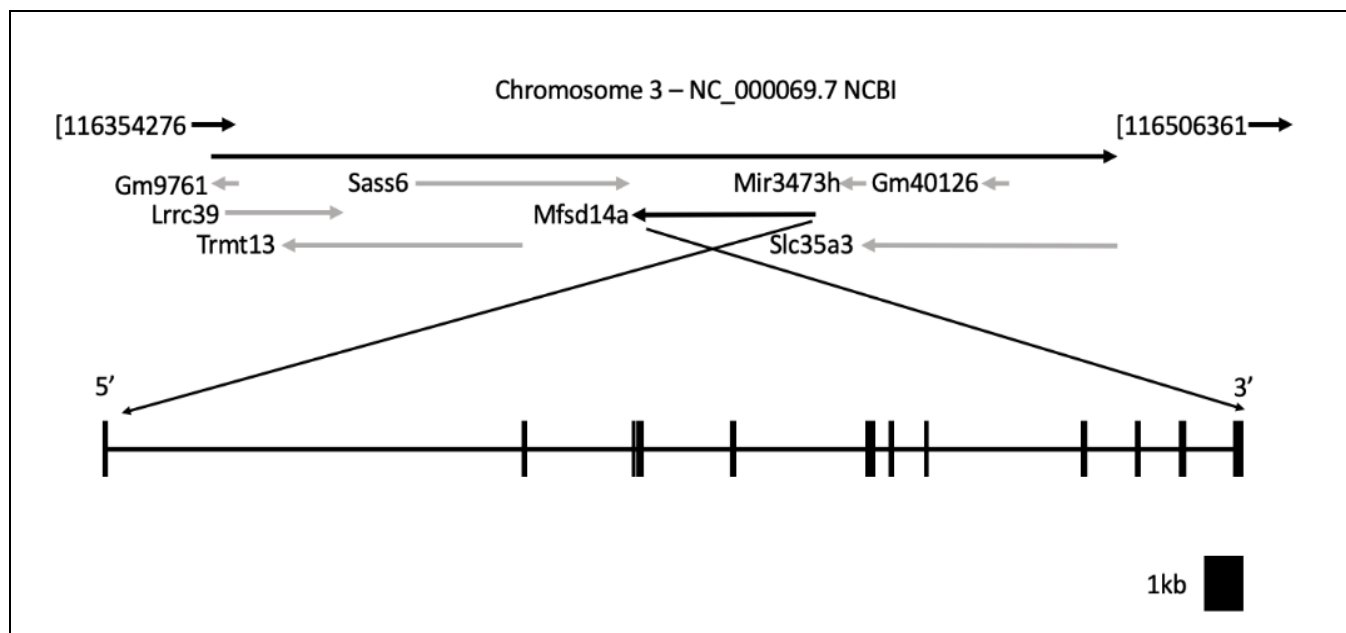 Chromosome 3 – NC_000069.7 NCBI
[116354276 [116506361
Gm9761 Sass6 Mir3473h Gm40126
Lrrc39 Mfsd14a
Trmt13 Slc35a3
5’ 3’
1kb